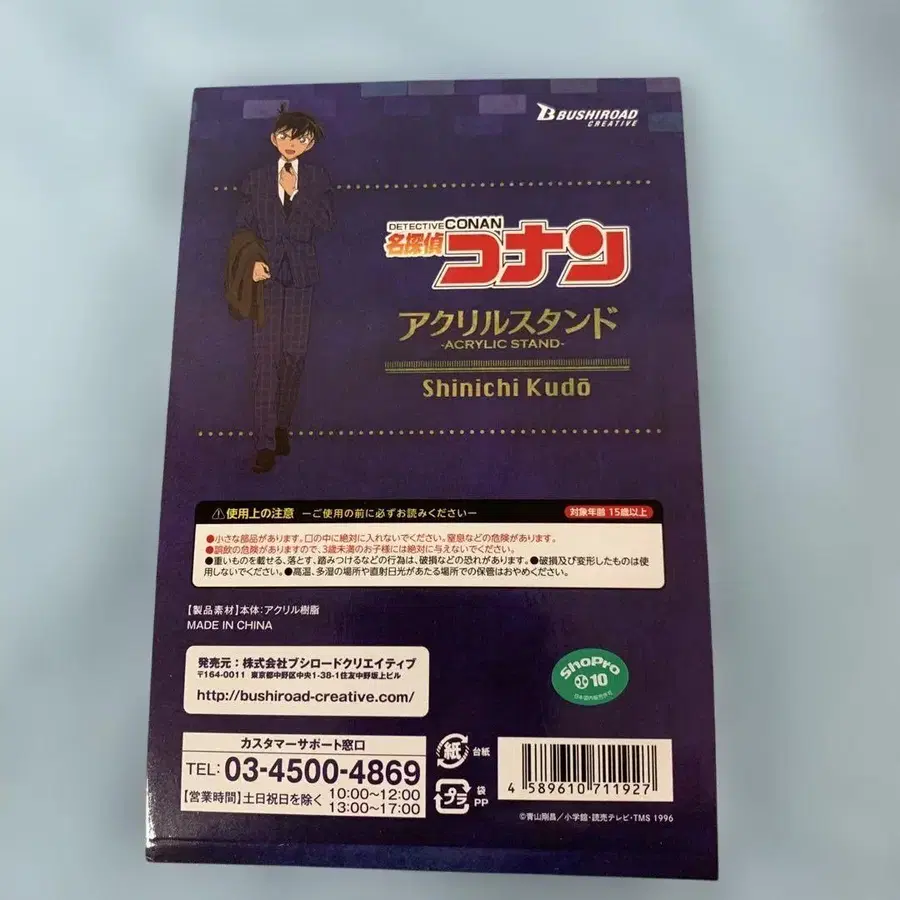 BUSHIROAD
CREATIVE
DETECTIVE CONAN
名探偵コナン
アクリルスタンド
-ACRYLIC STAND-
Shinichi Kudō
⚠使用上の注意 ーご使用の前に必ずお読みくださいー 対象年齢 15歳以上
●小さな部品があります。口の中に絶対に入れないでください。窒息などの危険があります。
●誤飲の危険がありますので、3歳未満のお子様には絶対に与えないでください。
●重いものを載せる、落とす、踏みつけるなどの行為は、破損などの恐れがあります。●破損及び変形したものは使
用しないでください。●高温、多湿の場所や直射日光があたる場所での保管はおやめください。
【製品素材】本体:アクリル樹脂
MADE IN CHINA
発売元:株式会社ブシロードクリエイティブ
〒164-0011 東京都中野区中央1-38-1住友中野坂上ビル
http://bushiroad-creative.com/
ShoPro
10
日本国内販売許諾
カスタマーサポート窓口
TEL: 03-4500-4869
【営業時間】土日祝日を除く 10:00〜12:00
13:00〜17:00
紙 台紙
プラ 袋 PP
4 589610 711927
©青山剛昌/小学館・読売テレビ・TMS 1996